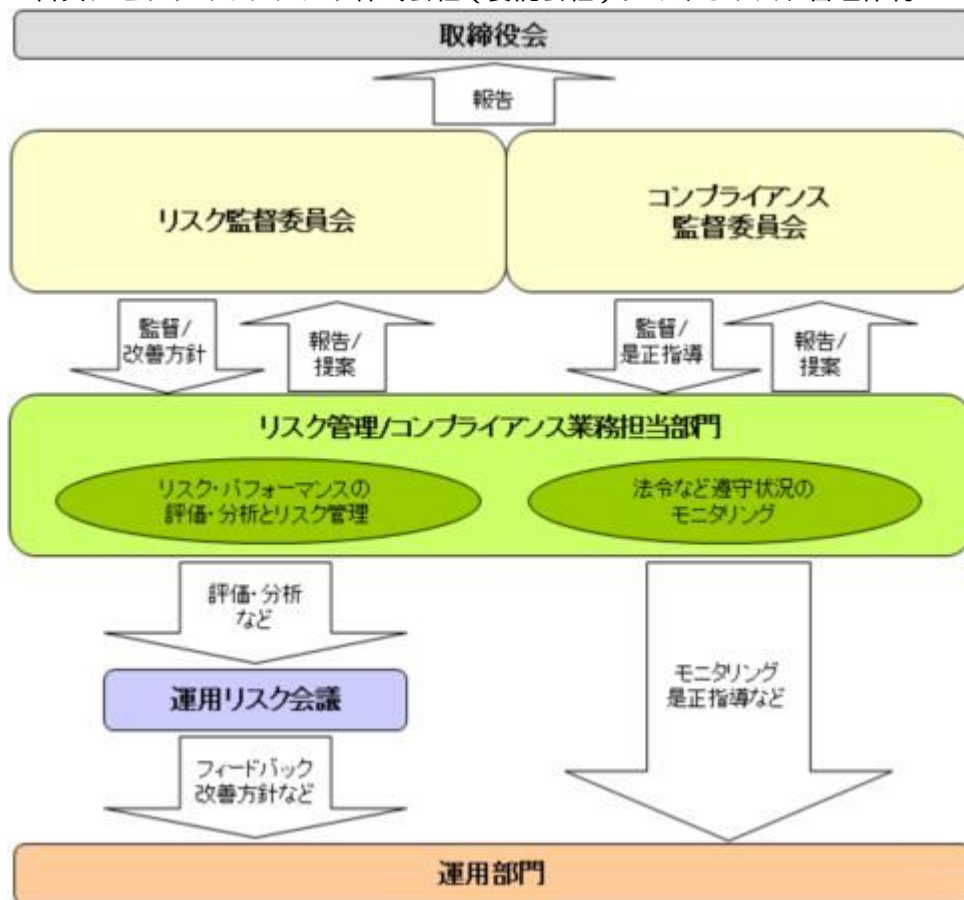 取締役会
報告
リスク監督委員会
コンプライアンス
監督委員会
監督/
改善方針
報告/
提案
監督/
是正指導
報告/
提案
リスク管理/コンプライアンス業務担当部門
リスク・パフォーマンスの
評価・分析とリスク管理
法令など遵守状況の
モニタリング
評価・分析
など
運用リスク会議
モニタリング
是正指導など
フィードバック
改善方針など
運用部門